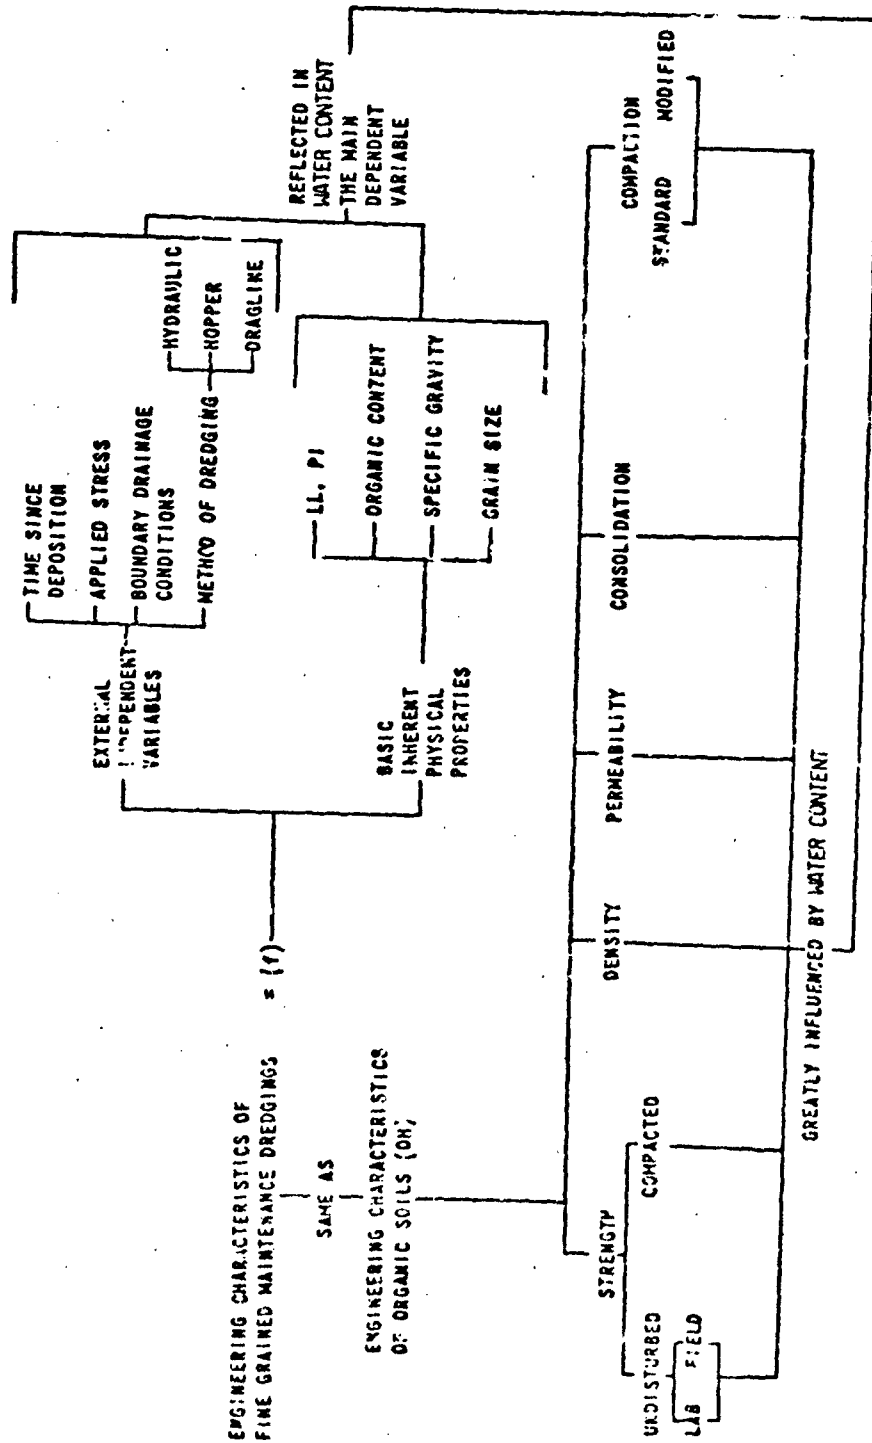 ENGINEERING CHARACTERISTICS OF
FINE GRAINED MAINTENANCE DREDGINGS
= (f)
SAME AS
ENGINEERING CHARACTERISTICS
OF ORGANIC SOILS (OH)
EXTERNAL
INDEPENDENT
VARIABLES
TIME SINCE
DEPOSITION
APPLIED STRESS
BOUNDARY DRAINAGE
CONDITIONS
METHOD OF DREDGING
HYDRAULIC
HOPPER
DRAGLINE
BASIC
INHERENT
PHYSICAL
PROPERTIES
LL, PI
ORGANIC CONTENT
SPECIFIC GRAVITY
GRAIN SIZE
REFLECTED IN
WATER CONTENT
THE MAIN
DEPENDENT
VARIABLE
STRENGTH
UNDISTURBED
LAB FIELD
COMPACTED
DENSITY
PERMEABILITY
CONSOLIDATION
COMPACTION
STANDARD MODIFIED
GREATLY INFLUENCED BY WATER CONTENT